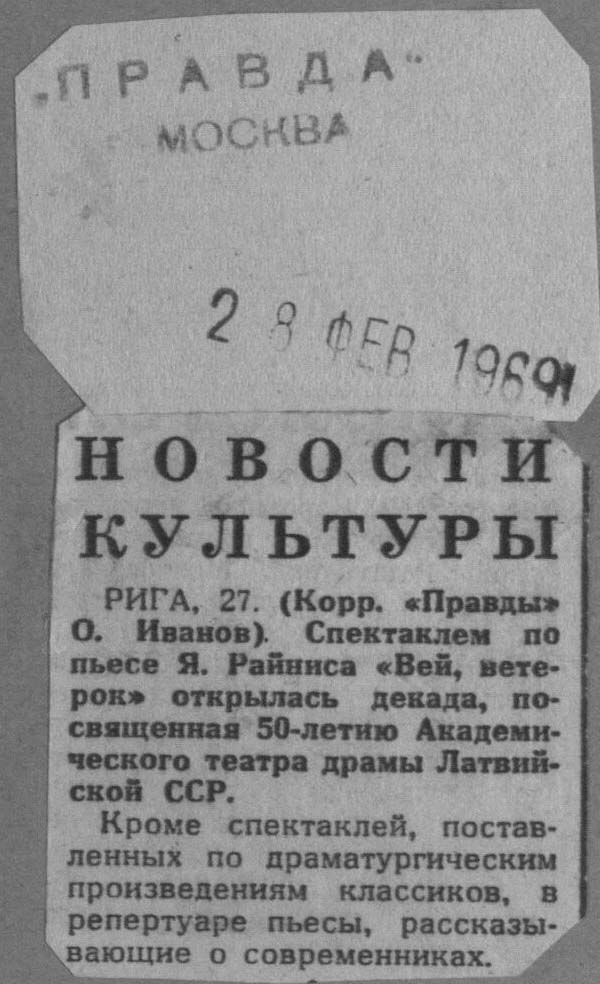 „ПРАВДА“
МОСКВА
28 ФЕВ 1969
НОВОСТИ
КУЛЬТУРЫ
РИГА, 27. (Корр. «Правды»
О. Иванов). Спектаклем по
пьесе Я. Райниса «Вей, вете-
рок» открылась декада, по-
священная 50-летию Академи-
ческого театра драмы Латвий-
ской ССР.
Кроме спектаклей, постав-
ленных по драматургическим
произведениям классиков, в
репертуаре пьесы, рассказы-
вающие о современниках.